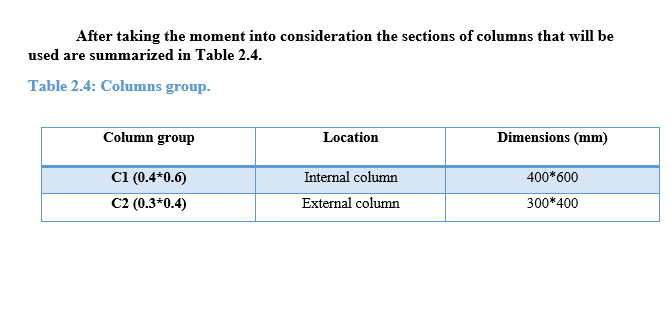 After taking the moment into consideration the sections of columns that will be
used are summarized in Table 2.4.
Table 2.4: Columns group.
Column group Location Dimensions (mm)
C1 (0.4*0.6) Internal column 400*600
C2 (0.3*0.4) External column 300*400